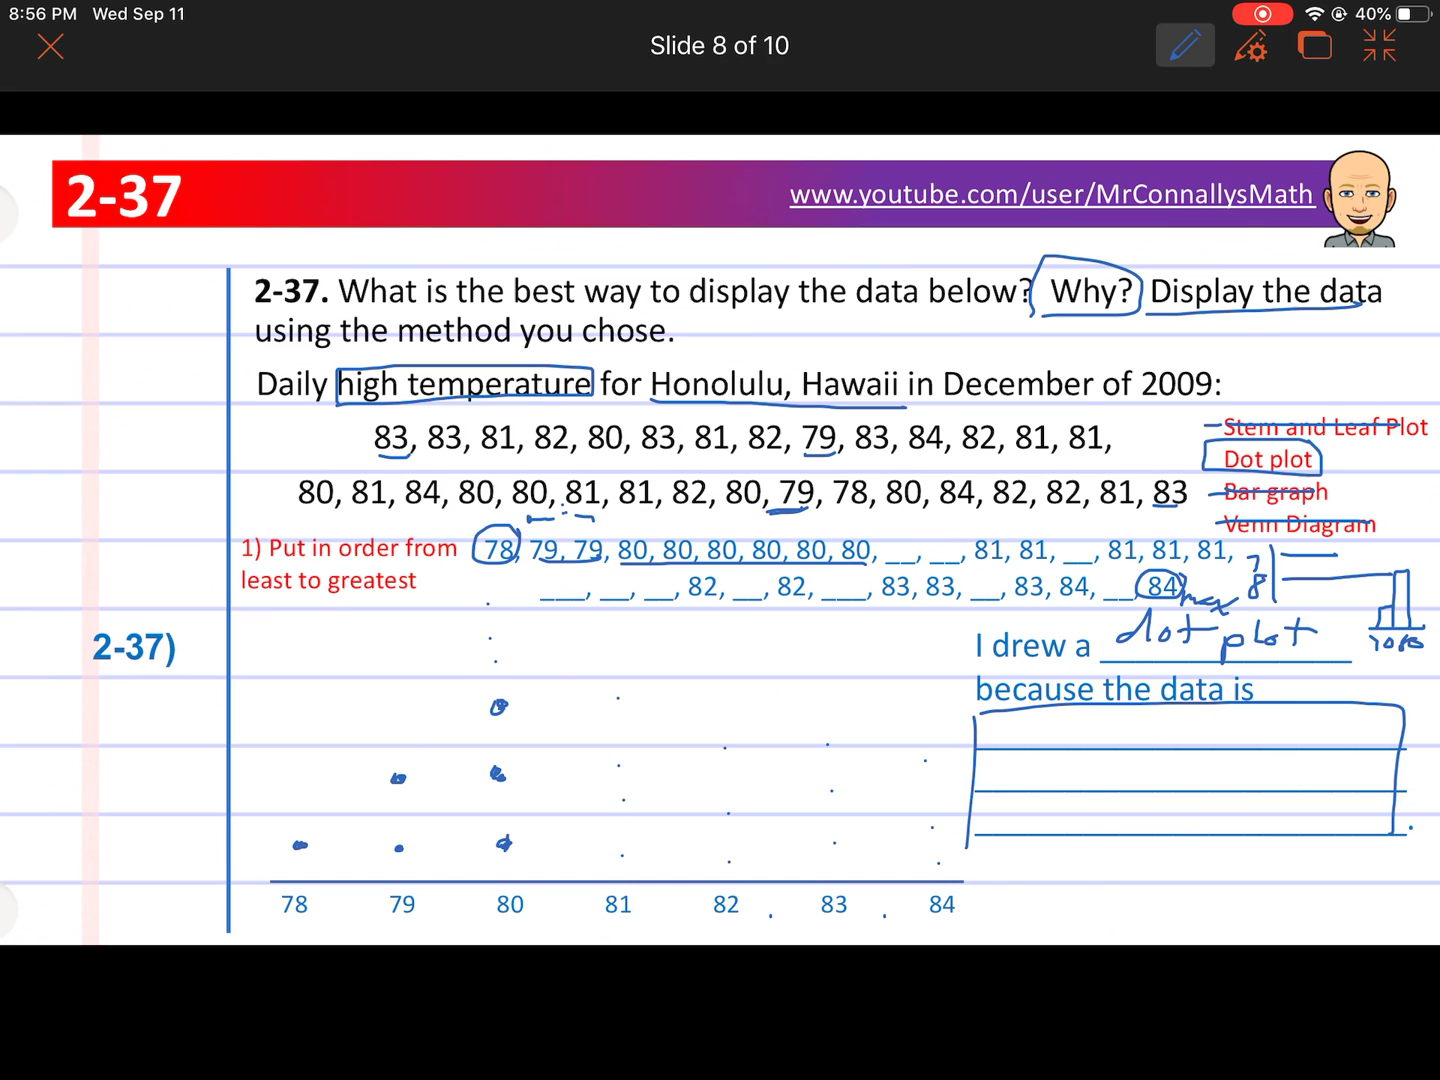 8:56 PM Wed Sep 11 40%
Slide 8 of 10
2-37 www.youtube.com/user/MrConnallysMath
2-37. What is the best way to display the data below? Why? Display the data
using the method you chose.
Daily high temperature for Honolulu, Hawaii in December of 2009:
83, 83, 81, 82, 80, 83, 81, 82, 79, 83, 84, 82, 81, 81,
80, 81, 84, 80, 80, 81, 81, 82, 80, 79, 78, 80, 84, 82, 82, 81, 83
Stem and Leaf Plot
Dot plot
Bar graph
Venn Diagram
1) Put in order from
least to greatest
78, 79, 79, 80, 80, 80, 80, 80, 80, __, __, 81, 81, __, 81, 81, 81,
___, __, __, 82, __, 82, ___, 83, 83, __, 83, 84, __, 84 max
7
8
70 80
2-37)
I drew a dot plot
because the data is
78 79 80 81 82 83 84